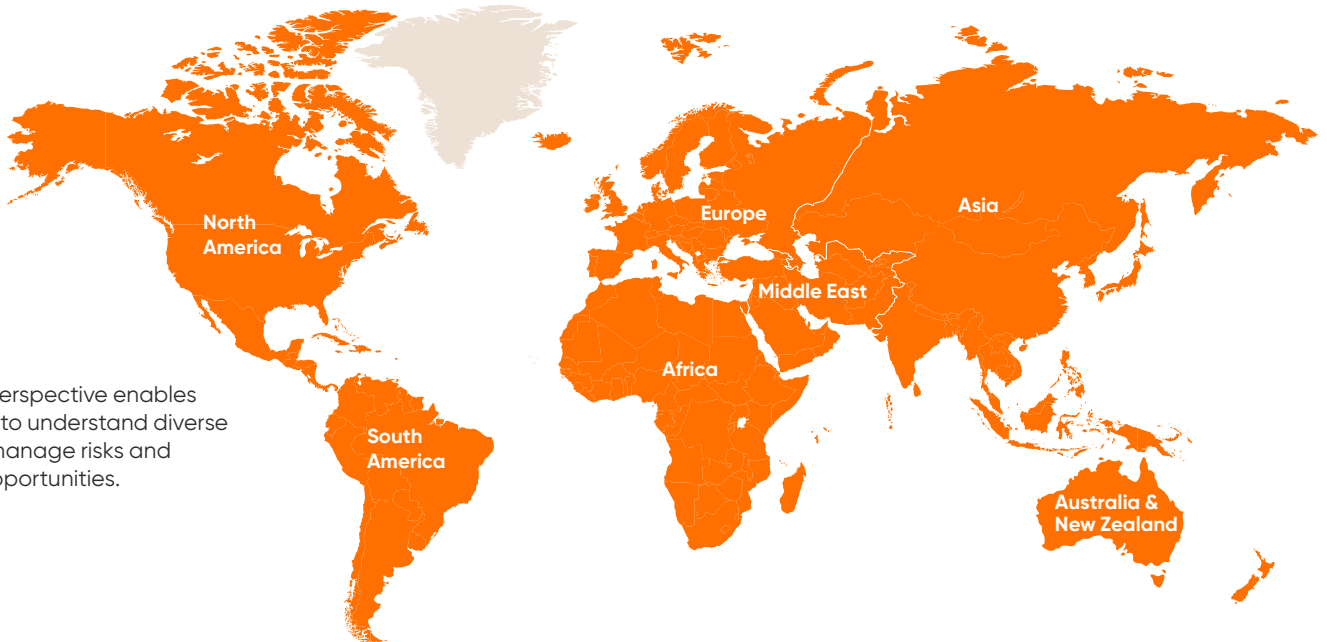 North
America
Europe
Asia
Middle East
Africa
erspective enables
to understand diverse
manage risks and
pportunities.
South
America
Australia &
New Zealand